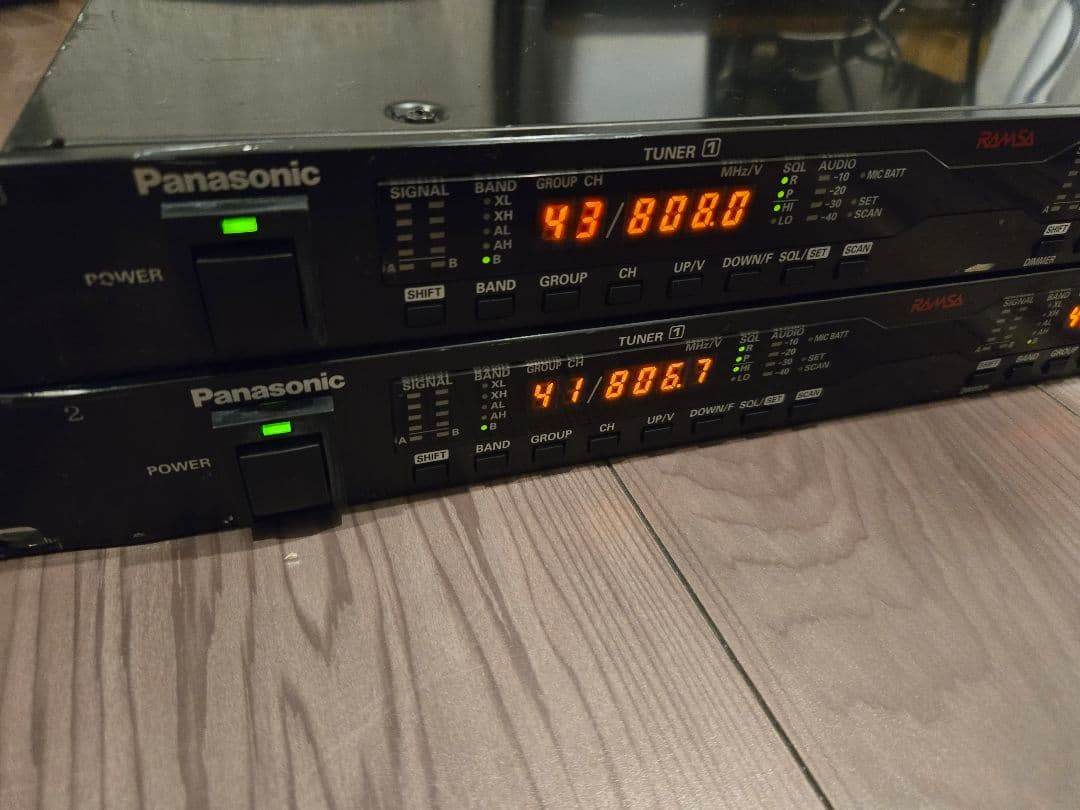 Panasonic
POWER
TUNER 1
RAMSA
SIGNAL
A B
BAND
XL
XH
AL
AH
B
GROUP CH
MHz/V
43/808.0
SQL
R
P
HI
LO
AUDIO
-10
-20
-30
-40
MIC BATT
SET
SCAN
SHIFT
BAND
GROUP
CH
UP/V
DOWN/F
SQL/SET
SCAN
SHIFT
DIMMER
2
Panasonic
POWER
TUNER 1
RAMSA
SIGNAL
A B
BAND
XL
XH
AL
AH
B
GROUP CH
MHz/V
41/806.7
SQL
R
P
HI
LO
AUDIO
-10
-20
-30
-40
MIC BATT
SET
SCAN
SHIFT
BAND
GROUP
CH
UP/V
DOWN/F
SQL/SET
SCAN
SIGNAL
BAND
XL
XH
AL
AH
B
SHIFT
BAND
GROUP